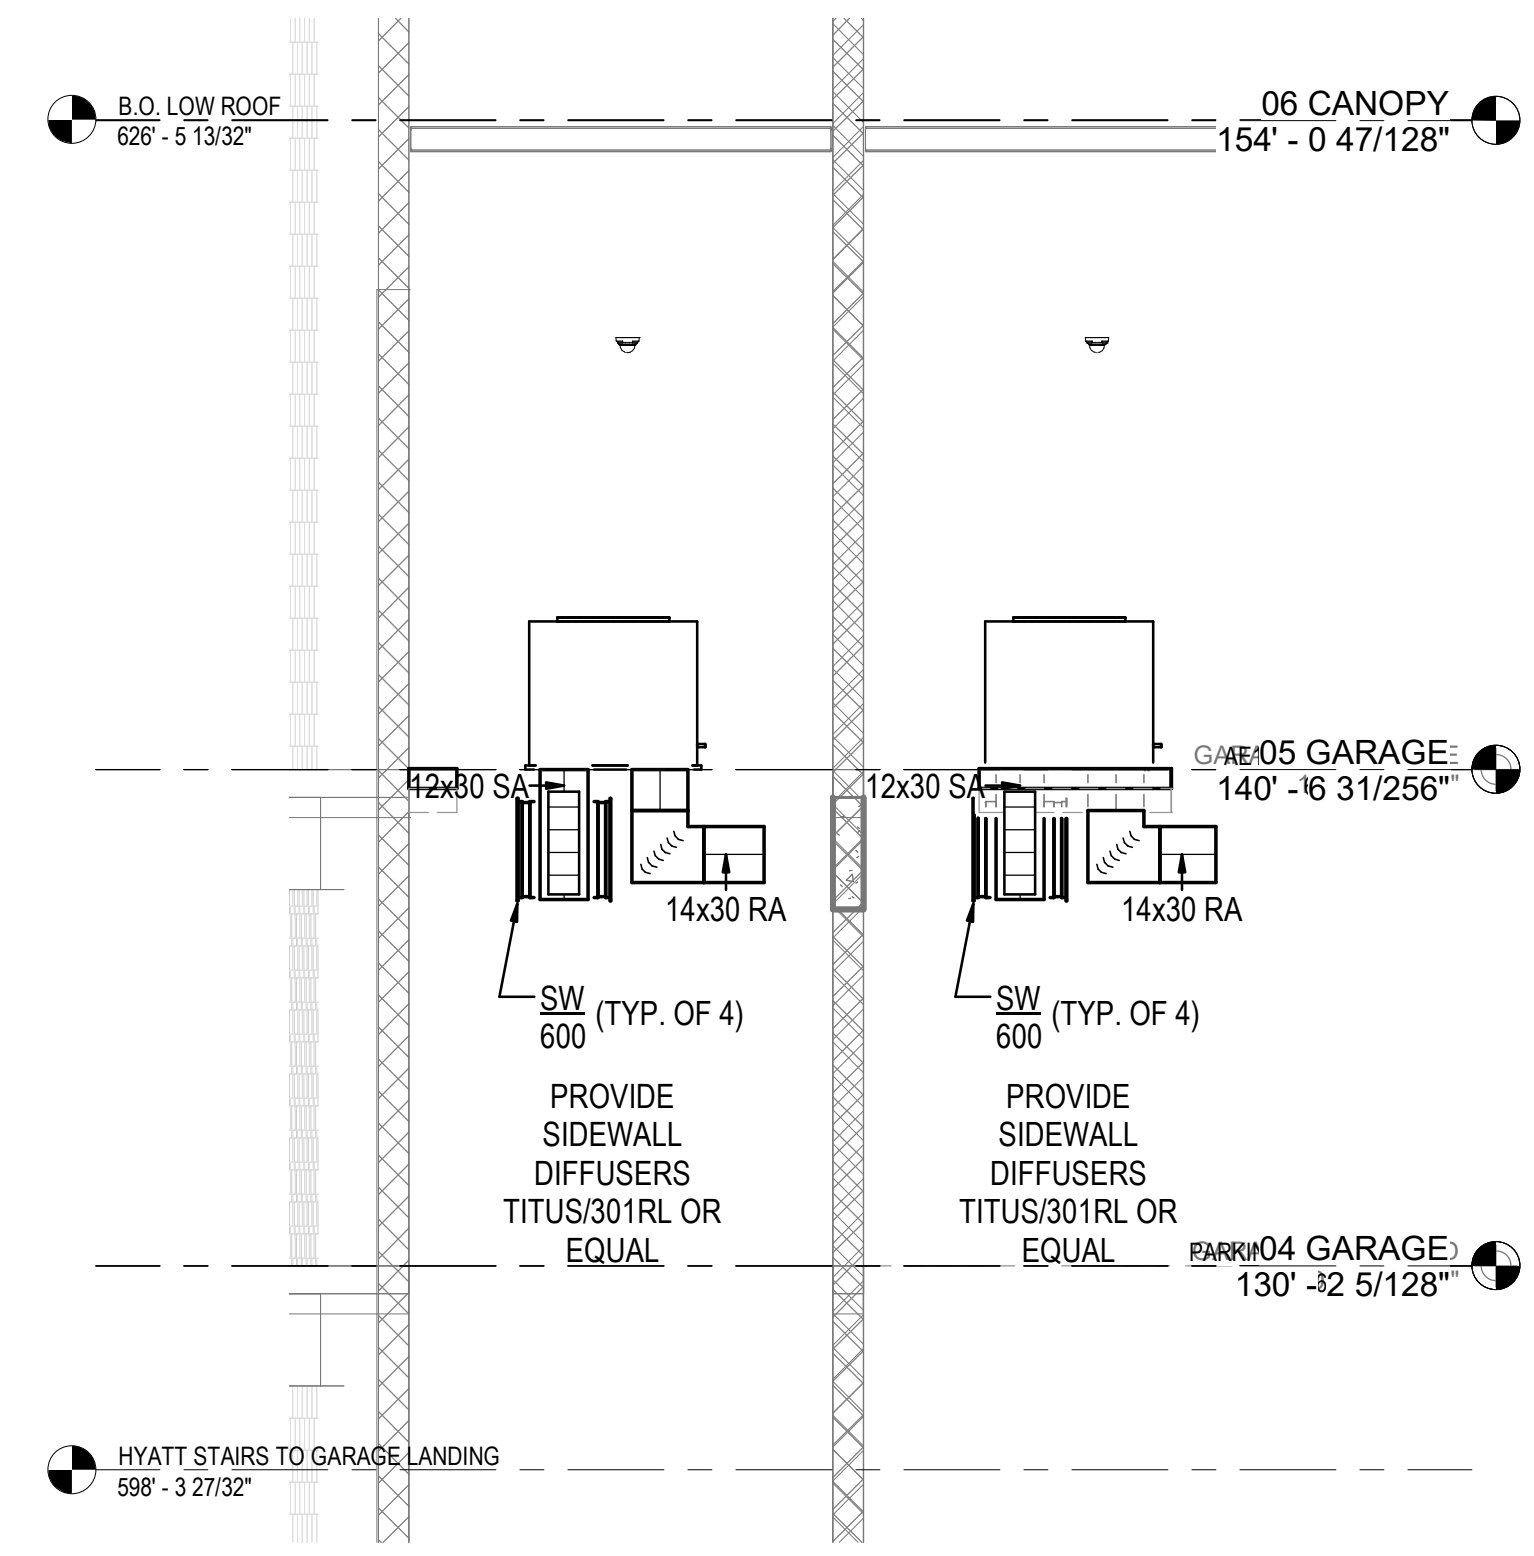 B.O. LOW ROOF
626' - 5 13/32"
06 CANOPY
154' - 0 47/128"
05 GARAGE
140' - 6 31/256"
12x30 SA
12x30 SA
14x30 RA
14x30 RA
SW
600
(TYP. OF 4)
SW
600
(TYP. OF 4)
PROVIDE
SIDEWALL
DIFFUSERS
TITUS/301RL OR
EQUAL
PROVIDE
SIDEWALL
DIFFUSERS
TITUS/301RL OR
EQUAL
04 GARAGE
130' - 2 5/128"
HYATT STAIRS TO GARAGE LANDING
598' - 3 27/32"